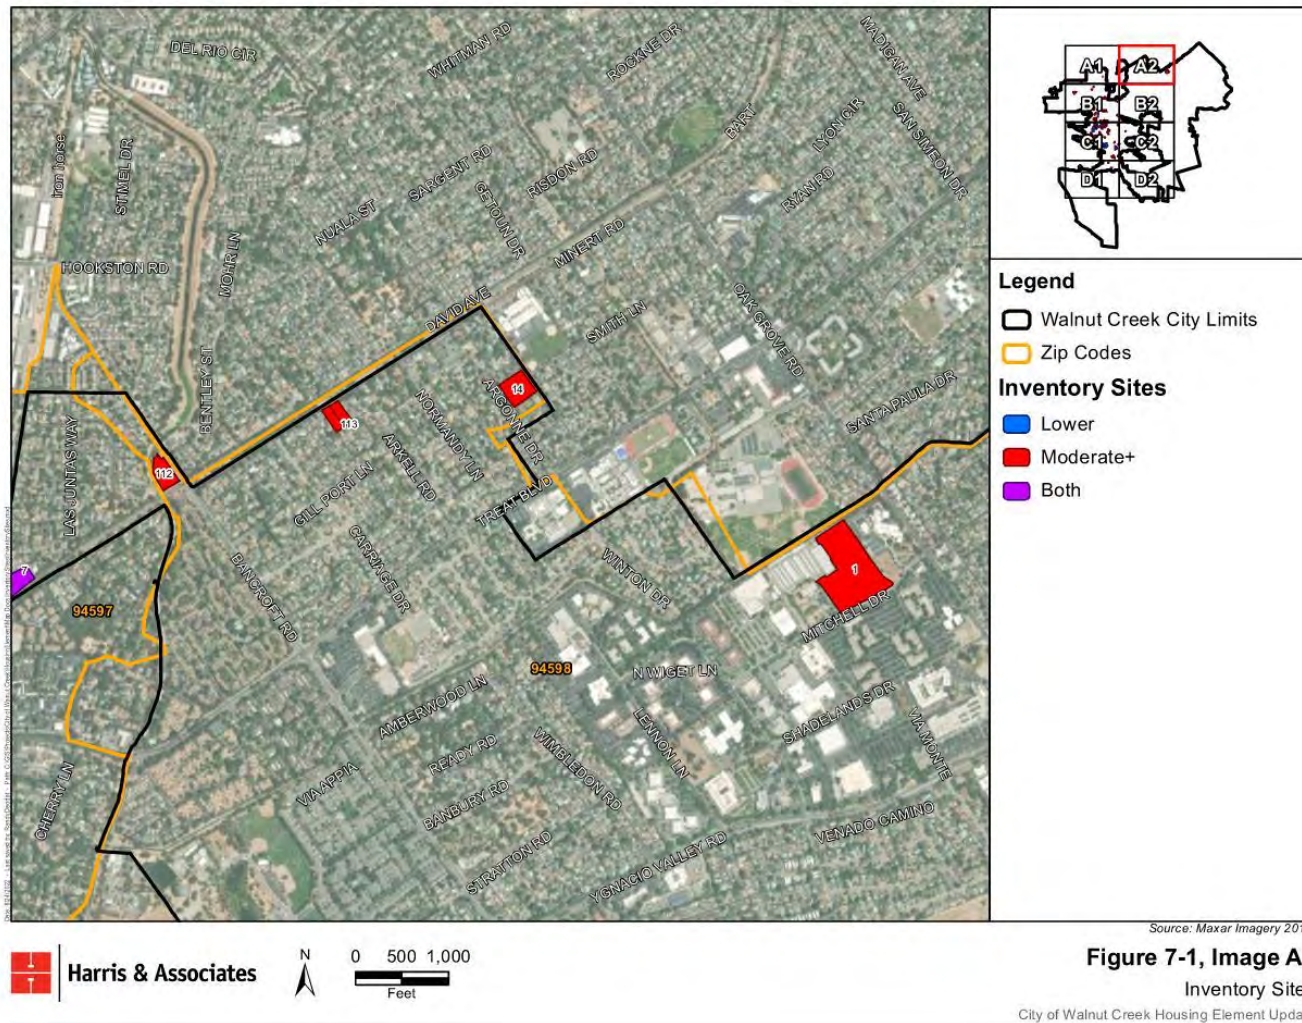 DEL RIO CIR
WHITMAN RD
ROCKNE DR
MADIGAN AVE
SAN SIMEON DR
BART
LYON CIR
Iron horse
STIMEL DR
SARGENT RD
GETOUN DR
RISDON RD
RYAN RD
NUALA ST
MINERT RD
MOHR LN
HOOKSTON RD
DAVID AVE
SMITH LN
OAK GROVE RD
BENTLEY ST
ARGONNE DR
14
NORMANDY LN
SANTA PAULA DR
113
LAS JUNTAS WAY
112
ARKELL RD
GILL PORT LN
TREAT BLVD
7
94597
BANCROFT RD
CARRIAGE DR
WINTON DR
1
MITCHELL DR
94598
N WIGET LN
AMBERWOOD LN
SHADELANDS DR
LENNON LN
VIA MONTE
READY RD
WIMBLEDON RD
CHERRY LN
VIA APPIA
BANBURY RD
VENADO CAMINO
STRATTON RD
YGNACIO VALLEY RD
A1
A2
B1
B2
C1
C2
D1
D2
Legend
Walnut Creek City Limits
Zip Codes
Inventory Sites
Lower
Moderate+
Both
Source: Maxar Imagery 201
Harris & Associates
N
0 500 1,000
Feet
Figure 7-1, Image A
Inventory Site
City of Walnut Creek Housing Element Upda